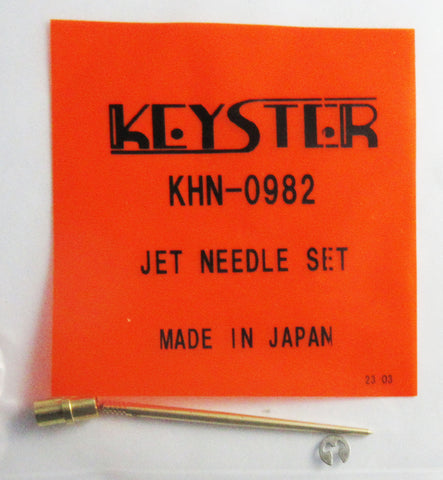 KEYSTER
KHN-0982
JET NEEDLE SET
MADE IN JAPAN
23 03